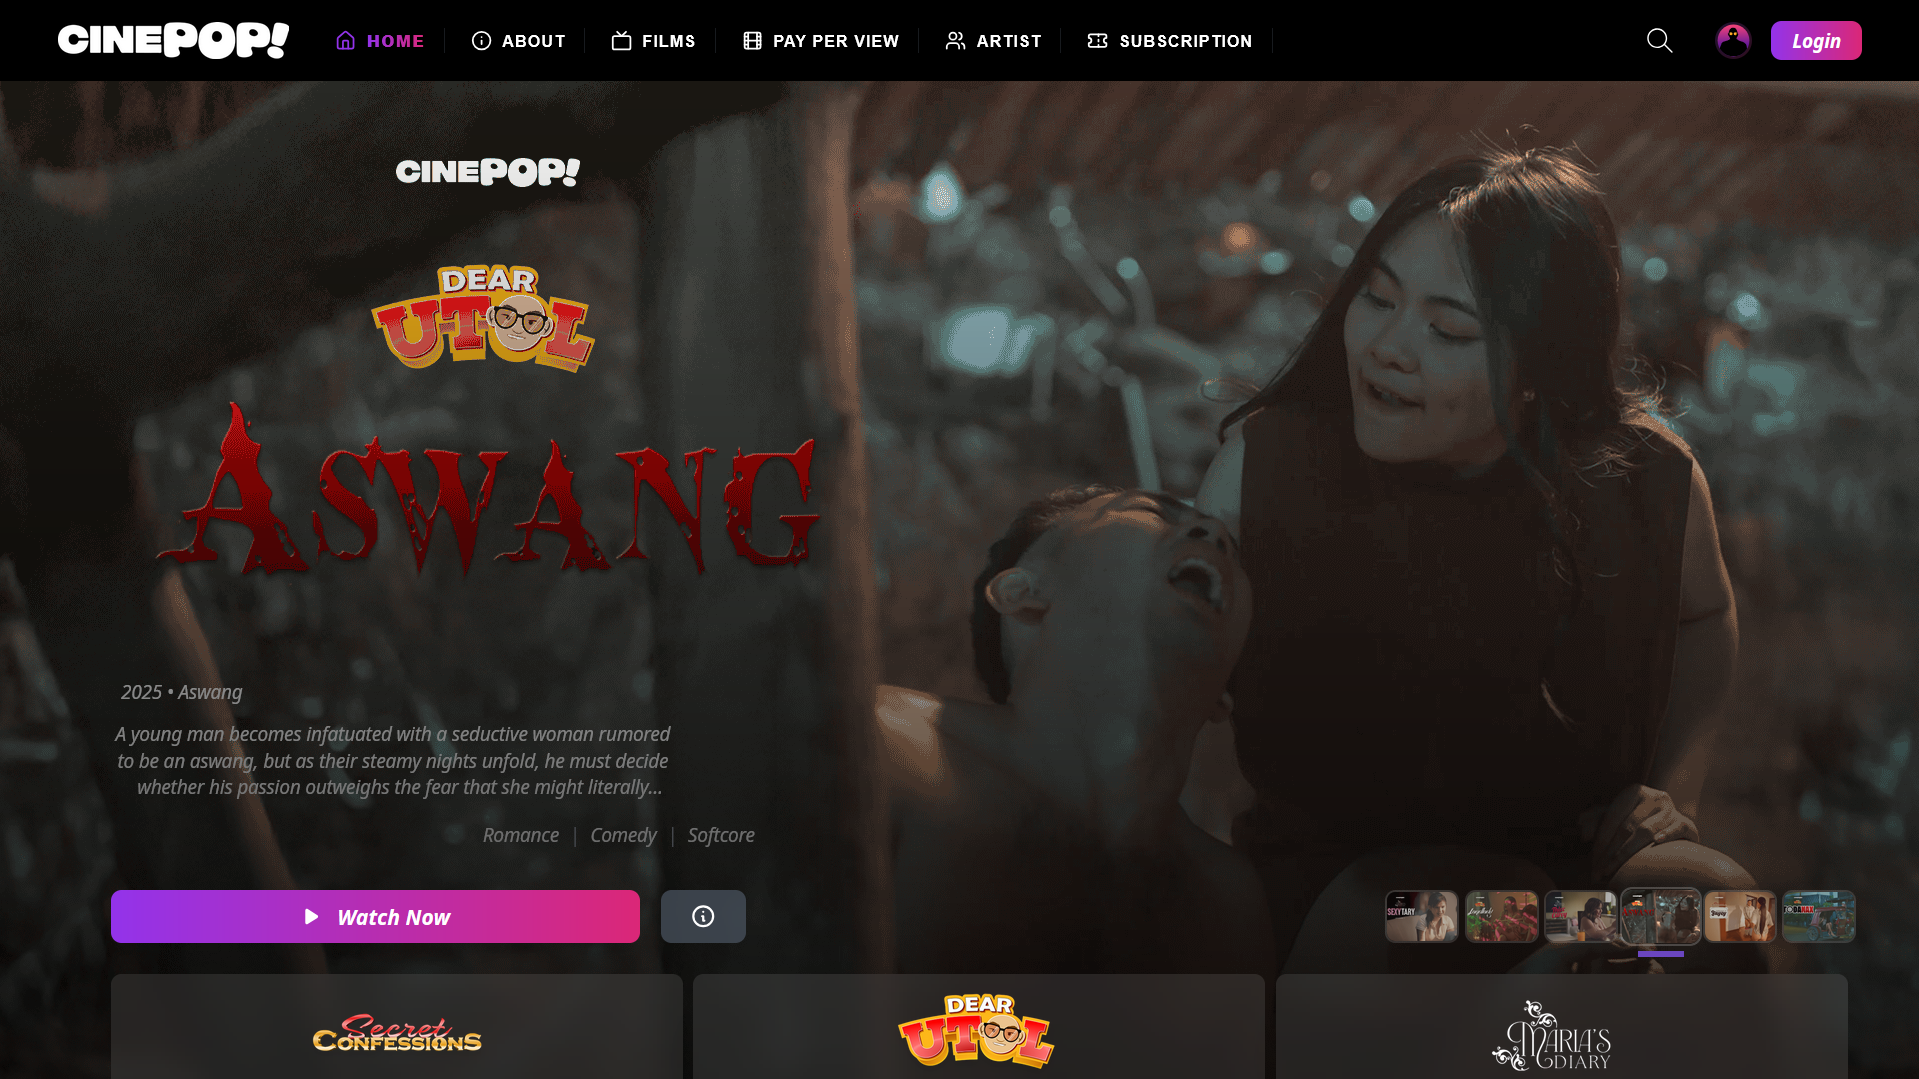 CINEPOP!
HOME
ABOUT
FILMS
PAY PER VIEW
ARTIST
SUBSCRIPTION
Login
CINEPOP!
DEAR
UTOL
ASWANG
2025 • Aswang
A young man becomes infatuated with a seductive woman rumored
to be an aswang, but as their steamy nights unfold, he must decide
whether his passion outweighs the fear that she might literally...
Romance | Comedy | Softcore
Watch Now
SEXYTARY
Secret
CONFESSIONS
DEAR
UTOL
MARIA'S
DIARY